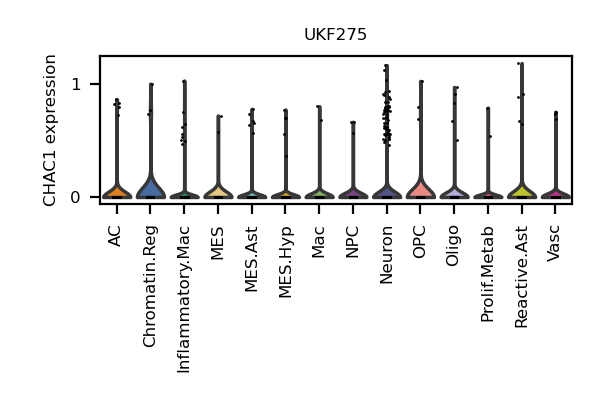 UKF275
CHAC1 expression
1
0
AC
Chromatin.Reg
Inflammatory.Mac
MES
MES.Ast
MES.Hyp
Mac
NPC
Neuron
OPC
Oligo
Prolif.Metab
Reactive.Ast
Vasc